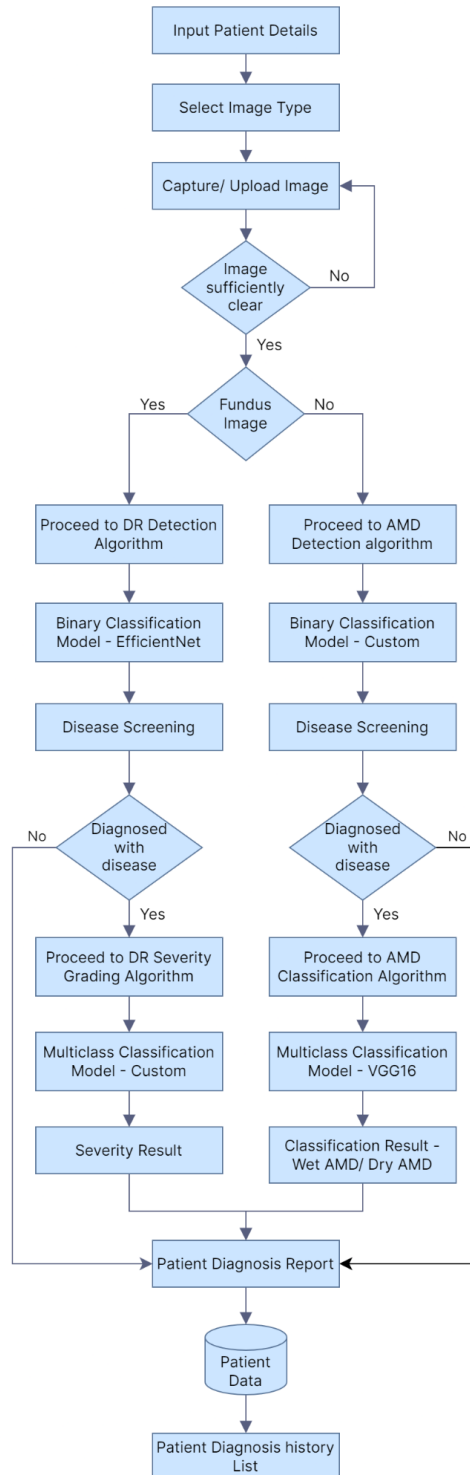 Input Patient Details
Select Image Type
Capture/ Upload Image
Image
sufficiently
clear
No
Yes
Fundus
Image
Yes
No
Proceed to DR Detection
Algorithm
Proceed to AMD
Detection algorithm
Binary Classification
Model - EfficientNet
Binary Classification
Model - Custom
Disease Screening
Disease Screening
No
Diagnosed
with
disease
Diagnosed
with
disease
No
Yes
Yes
Proceed to DR Severity
Grading Algorithm
Proceed to AMD
Classification Algorithm
Multiclass Classification
Model - Custom
Multiclass Classification
Model - VGG16
Severity Result
Classification Result -
Wet AMD/ Dry AMD
Patient Diagnosis Report
Patient
Data
Patient Diagnosis history
List